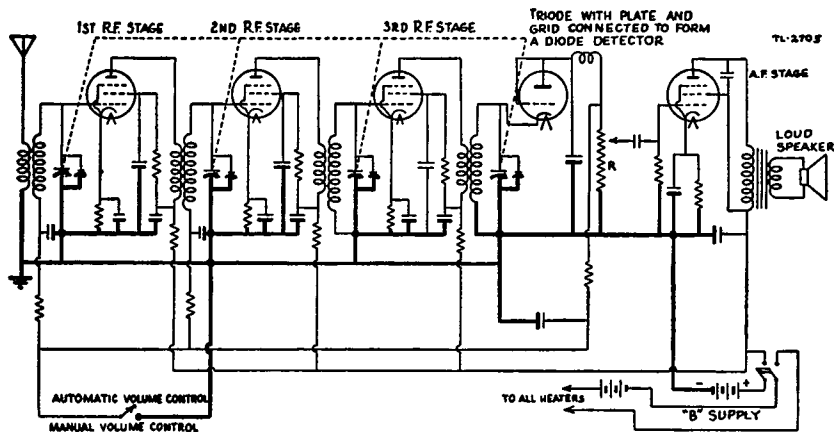 1ST R.F. STAGE
2ND R.F. STAGE
3RD R.F. STAGE
TRIODE WITH PLATE AND
GRID CONNECTED TO FORM
A DIODE DETECTOR
TL-2705
A.F. STAGE
LOUD
SPEAKER
R
AUTOMATIC VOLUME CONTROL
MANUAL VOLUME CONTROL
TO ALL HEATERS
- +
"B" SUPPLY